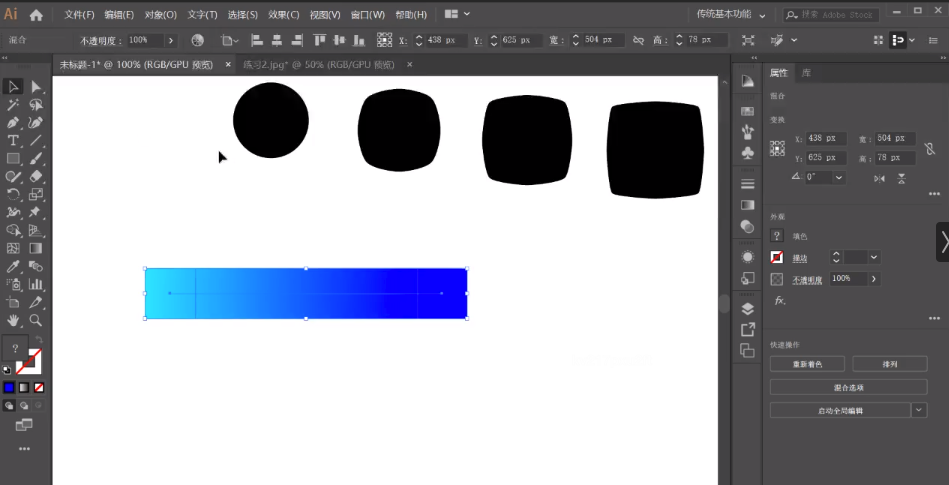 Ai 文件(F) 编辑(E) 对象(O) 文字(T) 选择(S) 效果(C) 视图(V) 窗口(W) 帮助(H) 传统基本功能 搜索 Adobe Stock
混合 不透明度: 100% X: 438 px Y: 625 px 宽: 504 px 高: 78 px
未标题-1* @ 100% (RGB/GPU 预览) × 练习2.jpg* @ 50% (RGB/GPU 预览) ×
属性 库
混合
变换
X: 438 px 宽: 504 px
Y: 625 px 高: 78 px
0°
外观
? 填色
描边
不透明度 100%
fx.
快速操作
重新着色 排列
混合选项
启动全局编辑
?